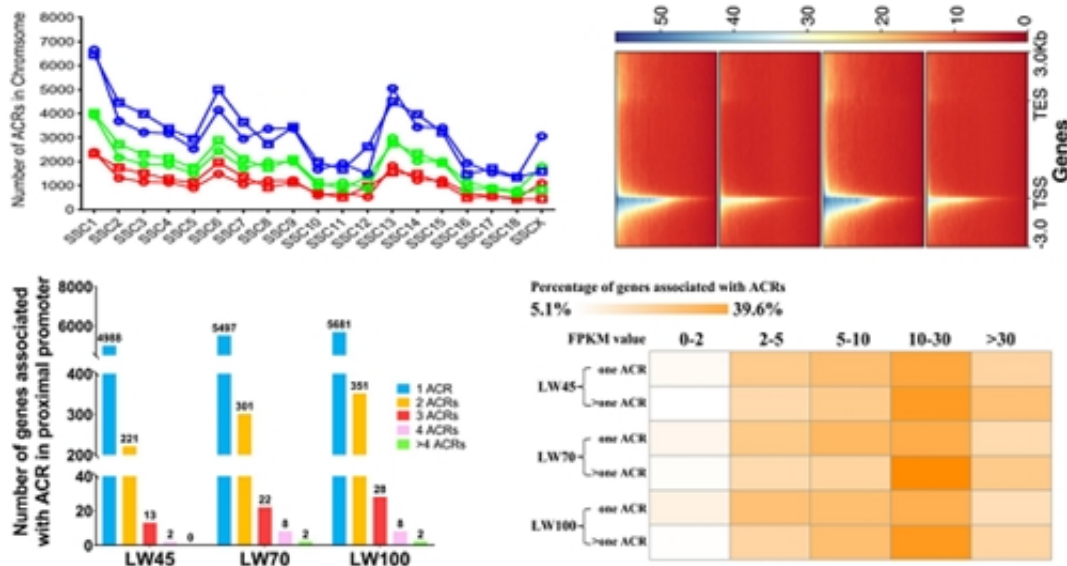 Number of ACRs in Chromsome
8000
7000
6000
5000
4000
3000
2000
1000
0
SSC1
SSC2
SSC3
SSC4
SSC5
SSC6
SSC7
SSC8
SSC9
SSC10
SSC11
SSC12
SSC13
SSC14
SSC15
SSC16
SSC17
SSC18
SSCX
50
40
30
20
10
0
-3.0
TSS
TES
3.0Kb
Genes
Number of genes associated
with ACR in proximal promoter
8000
6000
400
300
200
40
20
0
4988
221
13
2
0
5497
301
22
8
2
5681
351
28
8
2
1 ACR
2 ACRs
3 ACRs
4 ACRs
>4 ACRs
LW45
LW70
LW100
Percentage of genes associated with ACRs
5.1% 39.6%
FPKM value 0-2 2-5 5-10 10-30 >30
LW45
one ACR
>one ACR
LW70
one ACR
>one ACR
LW100
one ACR
>one ACR